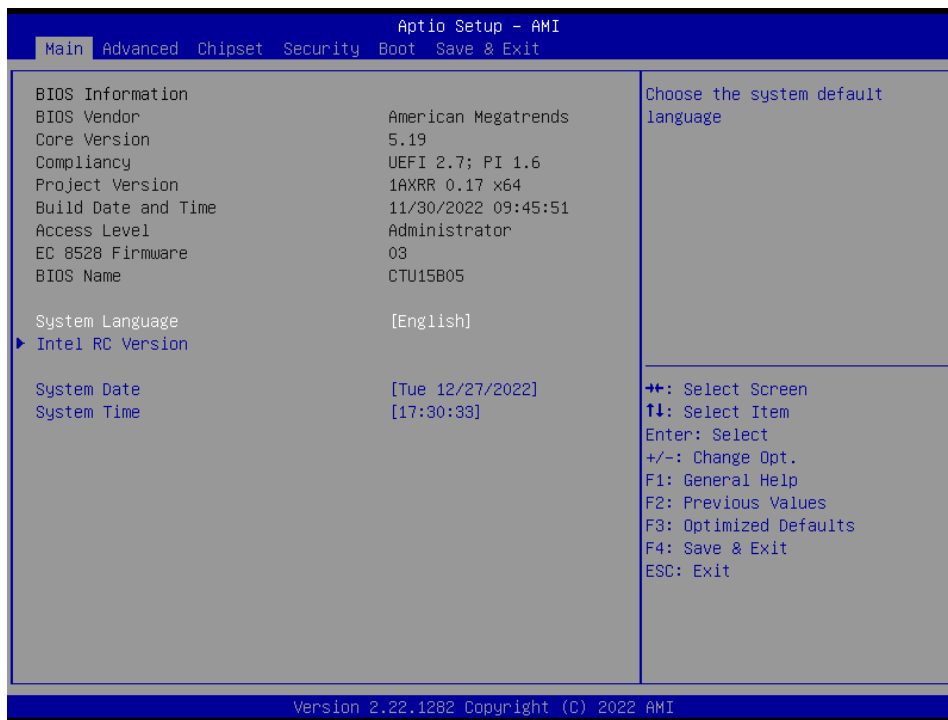 Aptio Setup – AMI
Main Advanced Chipset Security Boot Save & Exit
BIOS Information
BIOS Vendor American Megatrends
Core Version 5.19
Compliancy UEFI 2.7; PI 1.6
Project Version 1AXRR 0.17 x64
Build Date and Time 11/30/2022 09:45:51
Access Level Administrator
EC 8528 Firmware 03
BIOS Name CTU15B05
System Language [English]
Intel RC Version
System Date [Tue 12/27/2022]
System Time [17:30:33]
Choose the system default
language
→←: Select Screen
↑↓: Select Item
Enter: Select
+/-: Change Opt.
F1: General Help
F2: Previous Values
F3: Optimized Defaults
F4: Save & Exit
ESC: Exit
Version 2.22.1282 Copyright (C) 2022 AMI